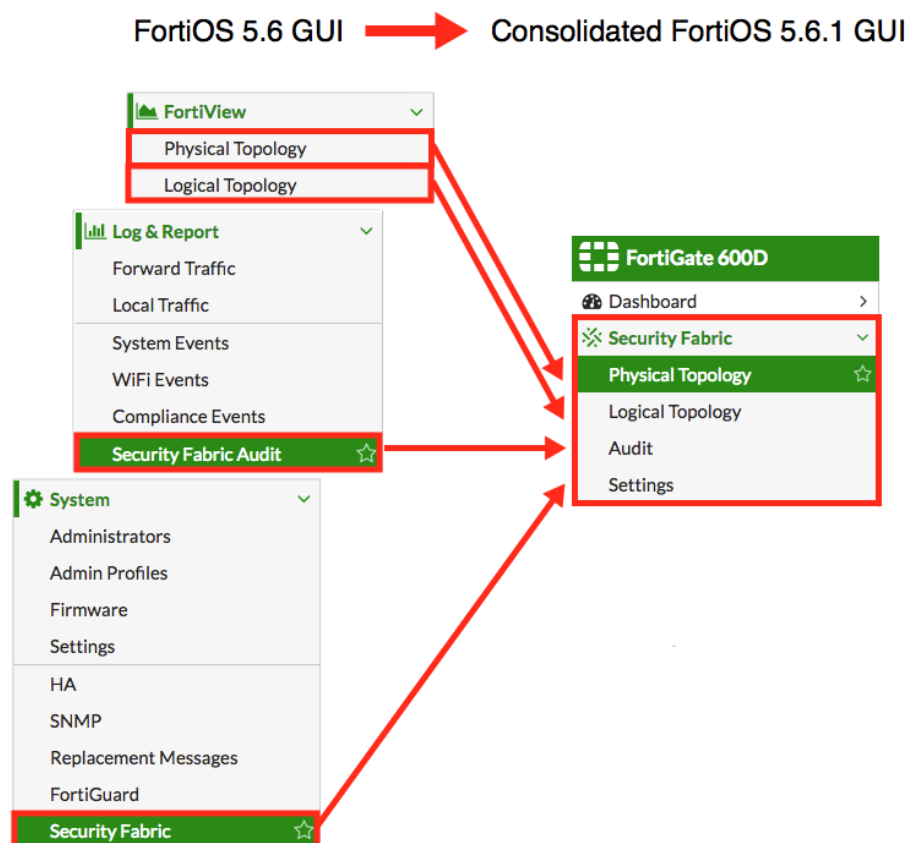 FortiOS 5.6 GUI Consolidated FortiOS 5.6.1 GUI
FortiView
Physical Topology
Logical Topology
Log & Report
Forward Traffic
Local Traffic
System Events
WiFi Events
Compliance Events
Security Fabric Audit
System
Administrators
Admin Profiles
Firmware
Settings
HA
SNMP
Replacement Messages
FortiGuard
Security Fabric
FortiGate 600D
Dashboard
Security Fabric
Physical Topology
Logical Topology
Audit
Settings